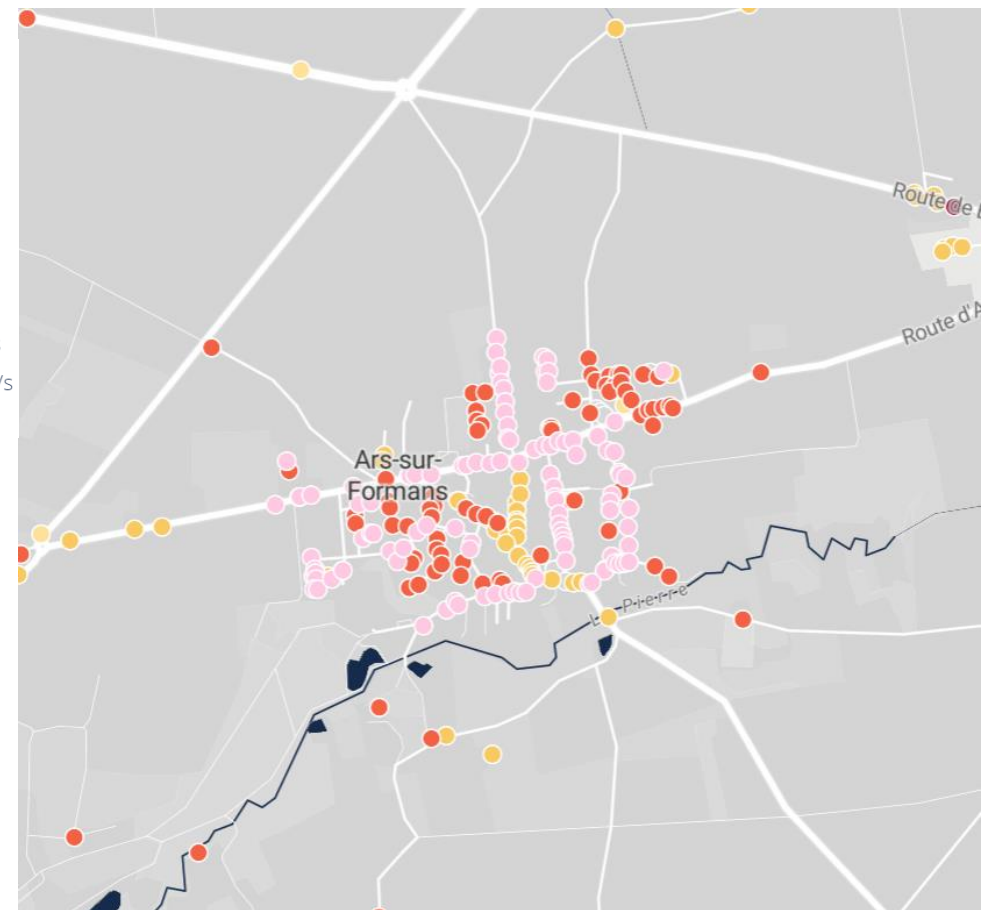 /s
Route de
Route d'A
Ars-sur-
Formans
Pierre